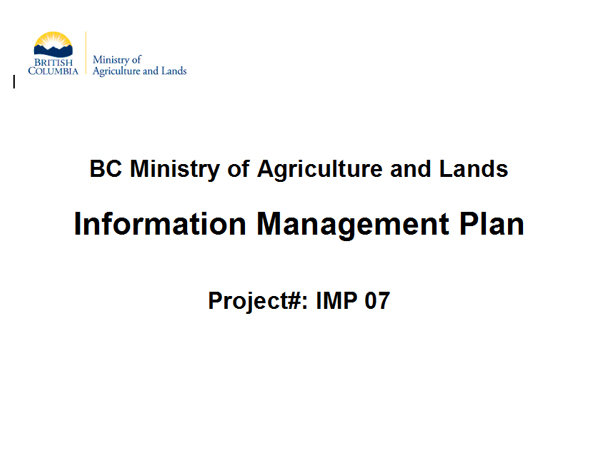 BRITISH
COLUMBIA
Ministry of
Agriculture and Lands
BC Ministry of Agriculture and Lands
Information Management Plan
Project#: IMP 07